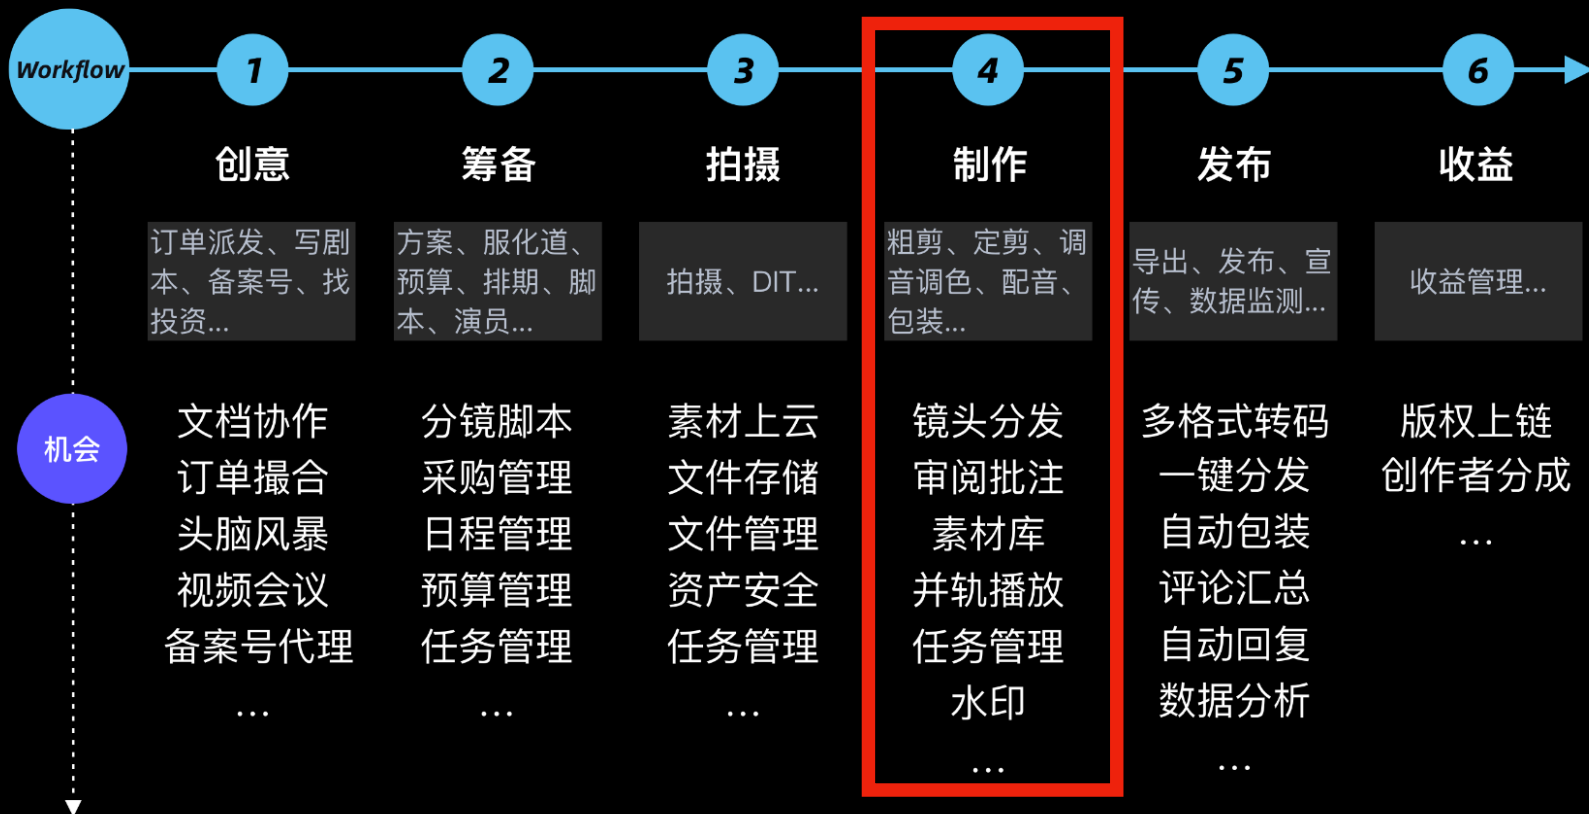 Workflow
1
2
3
4
5
6
创意
筹备
拍摄
制作
发布
收益
订单派发、写剧
本、备案号、找
投资...
方案、服化道、
预算、排期、脚
本、演员...
拍摄、DIT...
粗剪、定剪、调
音调色、配音、
包装...
导出、发布、宣
传、数据监测...
收益管理...
机会
文档协作
订单撮合
头脑风暴
视频会议
备案号代理
...
分镜脚本
采购管理
日程管理
预算管理
任务管理
...
素材上云
文件存储
文件管理
资产安全
任务管理
...
镜头分发
审阅批注
素材库
并轨播放
任务管理
水印
...
多格式转码
一键分发
自动包装
评论汇总
自动回复
数据分析
...
版权上链
创作者分成
...